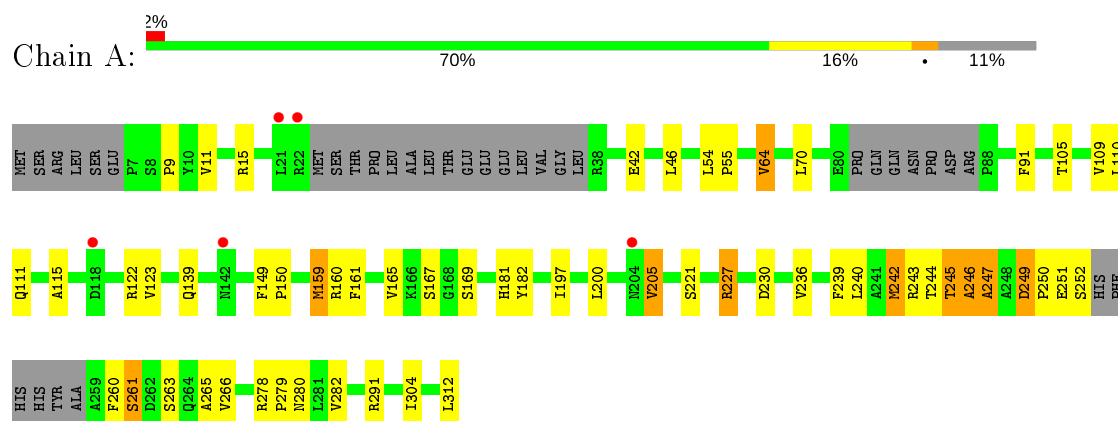 2%
Chain A:
70% 16% • 11%
MET SER ARG LEU SER GLU P7 S8 P9 Y10 V11 R15 L21 R22 MET SER THR PRO LEU ALA LEU THR GLU GLU GLU LEU VAL GLY LEU R38 E42 L46 L54 P55 V64 L70 E80 PRO GLN GLN ASN PRO ASP ARG P88 F91 T105 V109 L110
Q111 A115 D118 R122 V123 Q139 N142 F149 P150 M159 R160 F161 V165 K166 S167 G168 S169 H181 Y182 I197 L200 N204 V205 S221 R227 D230 V236 F239 L240 A241 M242 R243 T244 T245 A246 A247 A248 D249 P250 E251 S252 HIS PHE
HIS HIS TYR ALA A259 F260 S261 D262 S263 Q264 A265 V266 R278 P279 N280 L281 V282 R291 I304 L312